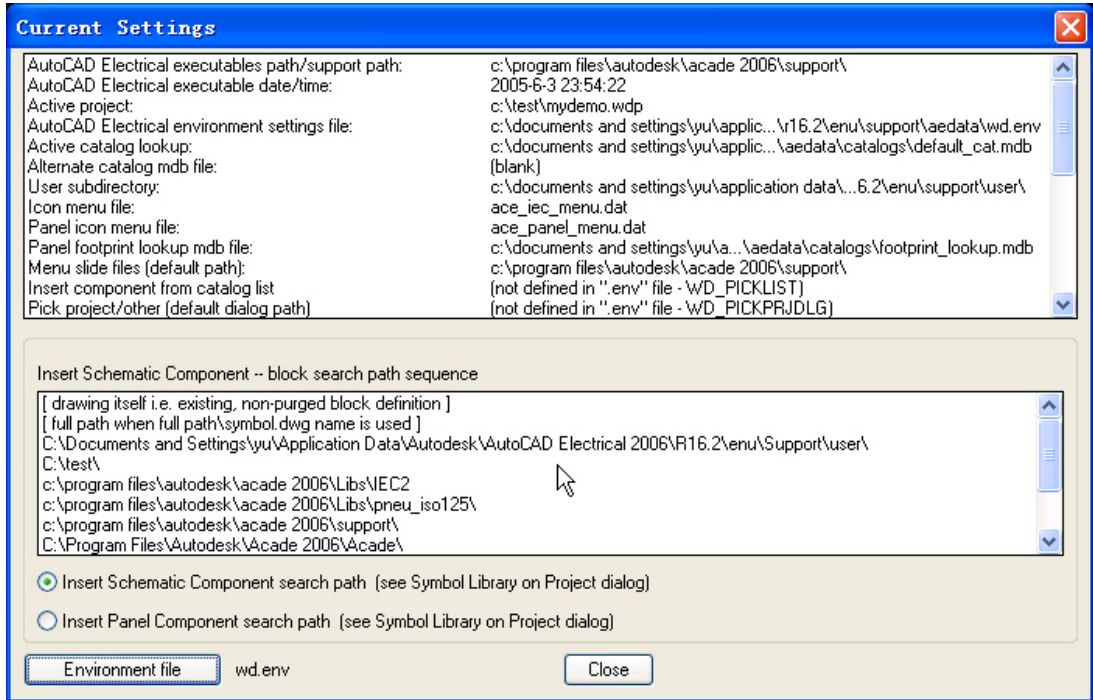 Current Settings
AutoCAD Electrical executables path/support path: c:\program files\autodesk\acade 2006\support\
AutoCAD Electrical executable date/time: 2005-6-3 23:54:22
Active project: c:\test\mydemo.wdp
AutoCAD Electrical environment settings file: c:\documents and settings\yu\applic...\r16.2\enu\support\aedata\wd.env
Active catalog lookup: c:\documents and settings\yu\applic...\aedata\catalogs\default_cat.mdb
Alternate catalog mdb file: (blank)
User subdirectory: c:\documents and settings\yu\application data\...6.2\enu\support\user\
Icon menu file: ace_iec_menu.dat
Panel icon menu file: ace_panel_menu.dat
Panel footprint lookup mdb file: c:\documents and settings\yu\a...\aedata\catalogs\footprint_lookup.mdb
Menu slide files (default path): c:\program files\autodesk\acade 2006\support\
Insert component from catalog list (not defined in ".env" file - WD_PICKLIST)
Pick project/other (default dialog path) (not defined in ".env" file - WD_PICKPRJDLG)
Insert Schematic Component -- block search path sequence
[ drawing itself i.e. existing, non-purged block definition ]
[ full path when full path\symbol.dwg name is used ]
C:\Documents and Settings\yu\Application Data\Autodesk\AutoCAD Electrical 2006\R16.2\enu\Support\user\
C:\test\
c:\program files\autodesk\acade 2006\Libs\IEC2
c:\program files\autodesk\acade 2006\Libs\pneu_iso125\
c:\program files\autodesk\acade 2006\support\
C:\Program Files\Autodesk\Acade 2006\Acade\
Insert Schematic Component search path (see Symbol Library on Project dialog)
Insert Panel Component search path (see Symbol Library on Project dialog)
Environment file wd.env Close